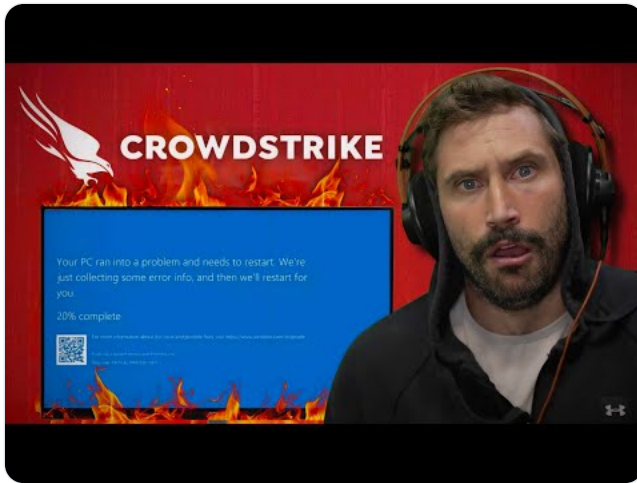 CROWDSTRIKE
Your PC ran into a problem and needs to restart. We're
just collecting some error info, and then we'll restart for
you.
20% complete